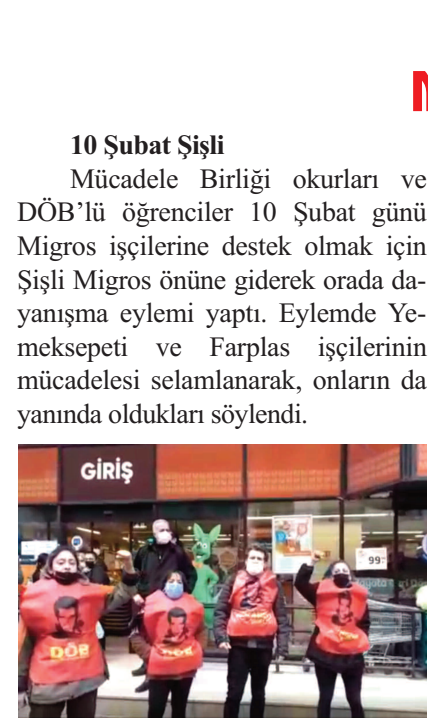 10 Şubat Şişli
Mücadele Birliği okurları ve
DÖB’lü öğrenciler 10 Şubat günü
Migros işçilerine destek olmak için
Şişli Migros önüne giderek orada da-
yanışma eylemi yaptı. Eylemde Ye-
meksepeti ve Farplas işçilerinin
mücadelesi selamlanarak, onların da
yanında oldukları söylendi.
GİRİŞ
99
DÖB
DÖB